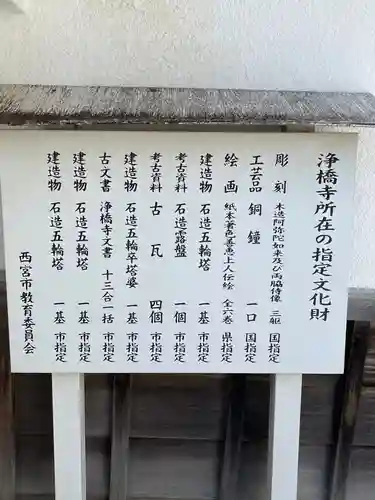 浄橋寺所在の指定文化財
彫刻 木造阿弥陀如来及び両脇侍像 三躯 国指定
工芸品 銅鐘 一口 国指定
絵画 紙本著色善恵上人伝絵 全六巻 県指定
建造物 石造五輪塔 一基 市指定
考古資料 石造露盤 一個 市指定
考古資料 古瓦 四個 市指定
建造物 石造五輪卒塔婆 一基 市指定
古文書 浄橋寺文書 十三合一括 市指定
建造物 石造五輪塔 一基 市指定
建造物 石造五輪塔 一基 市指定
西宮市教育委員会